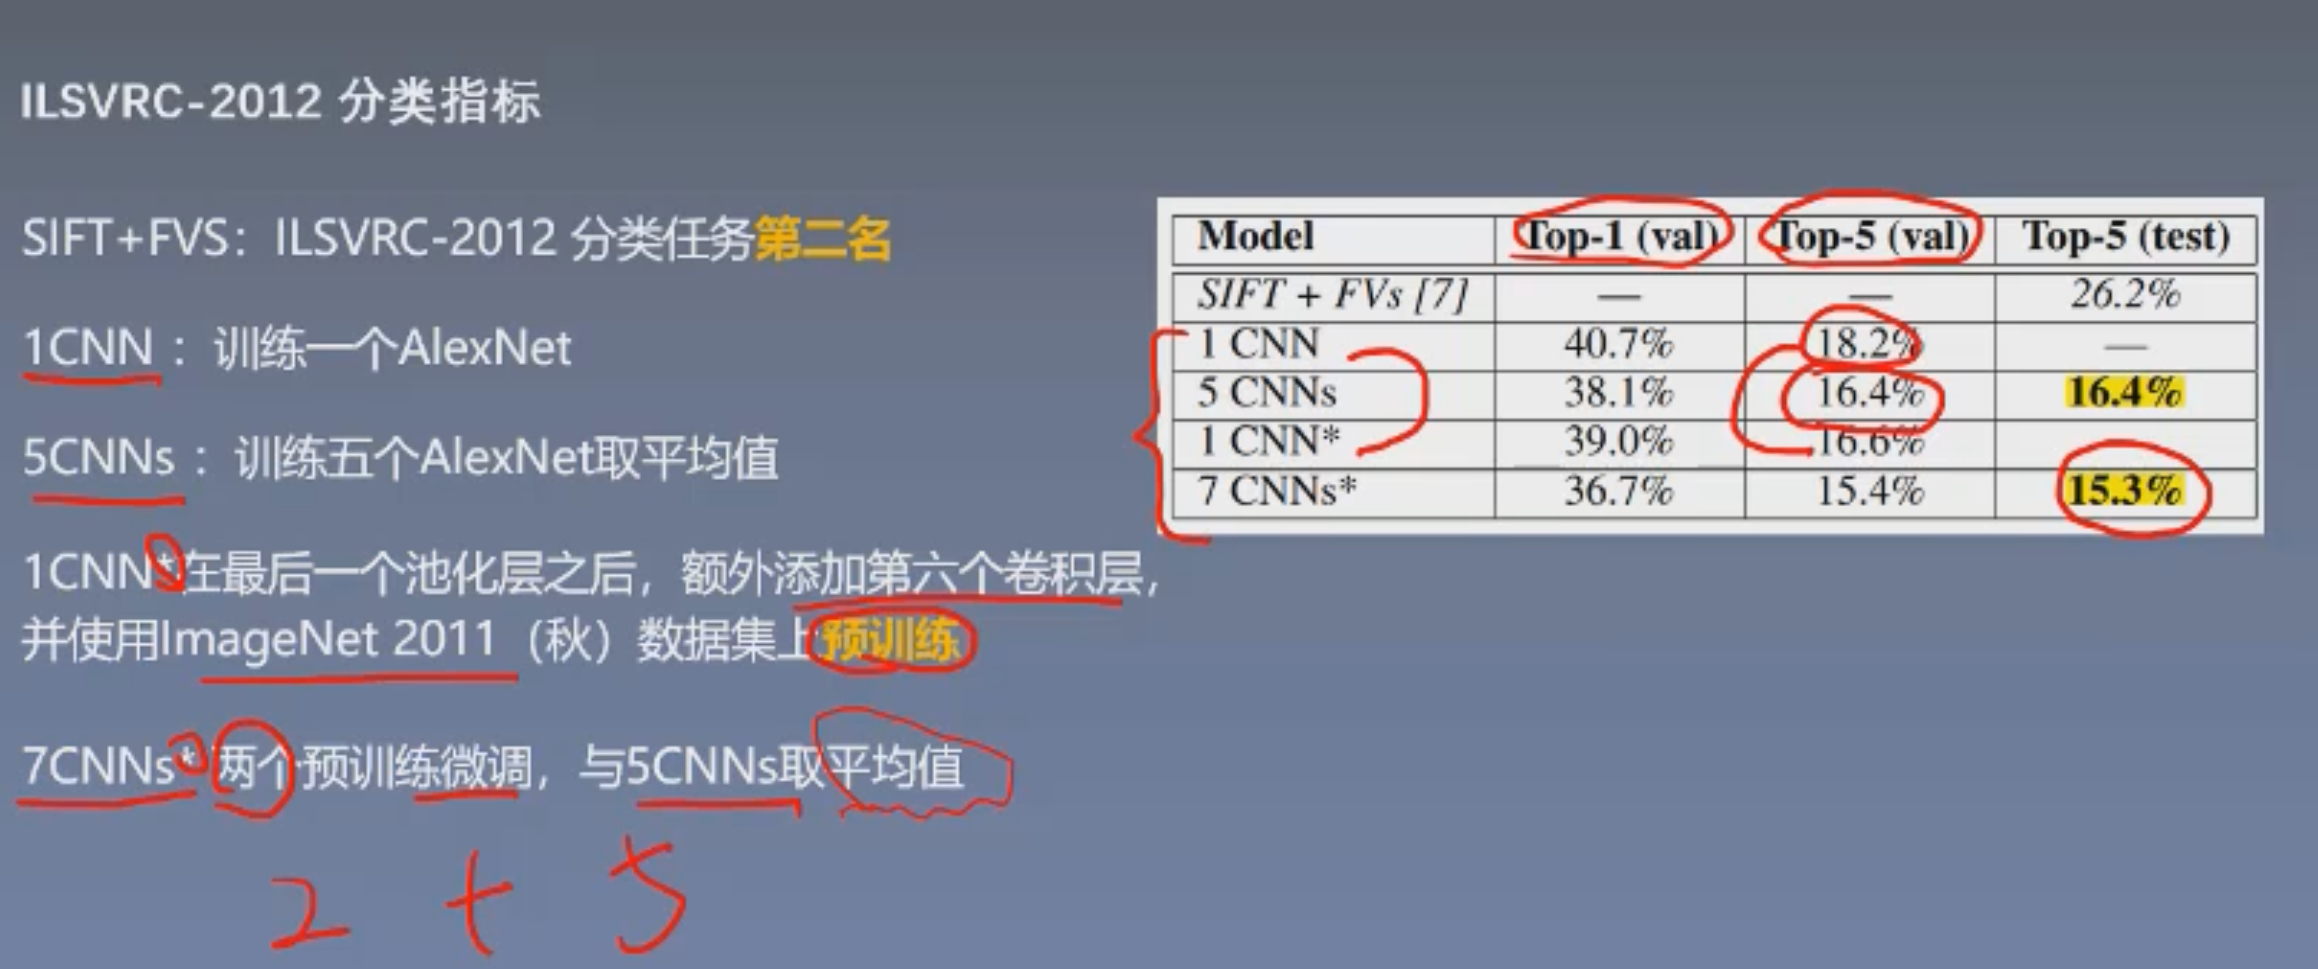 ILSVRC-2012 分类指标
SIFT+FVS：ILSVRC-2012 分类任务第二名
1CNN ：训练一个AlexNet
5CNNs ：训练五个AlexNet取平均值
1CNN*在最后一个池化层之后，额外添加第六个卷积层，
并使用ImageNet 2011（秋）数据集上预训练
7CNNs* 两个预训练微调，与5CNNs取平均值
2 + 5
Model Top-1 (val) Top-5 (val) Top-5 (test)
SIFT + FVs [7] — — 26.2%
1 CNN 40.7% 18.2% —
5 CNNs 38.1% 16.4% 16.4%
1 CNN* 39.0% 16.6%
7 CNNs* 36.7% 15.4% 15.3%